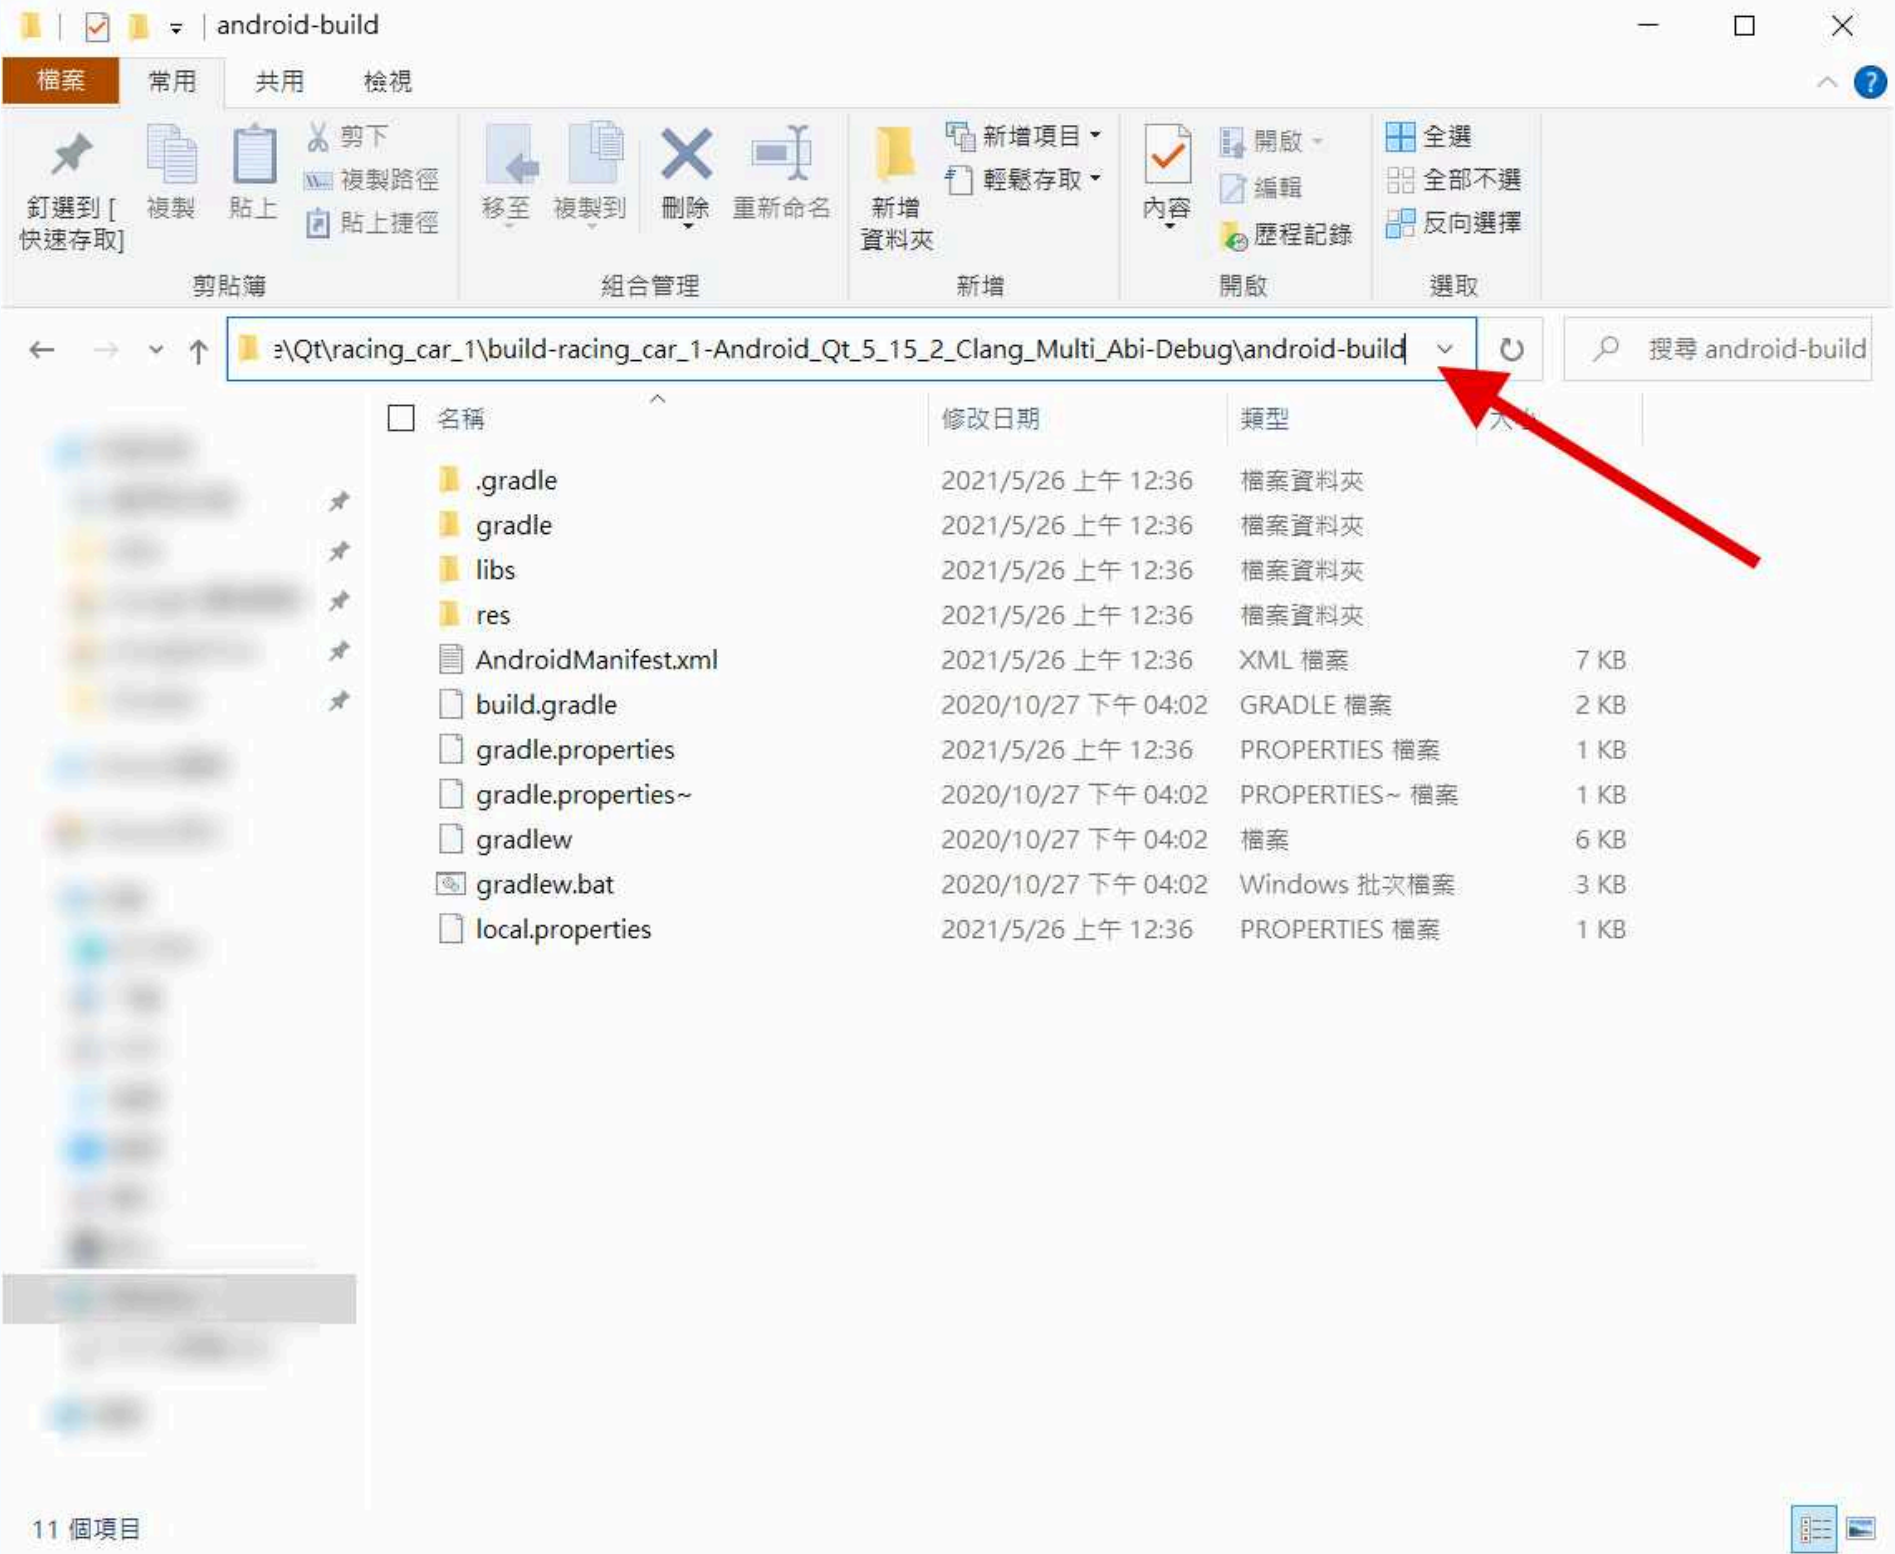 android-build
檔案 常用 共用 檢視
釘選到 [
快速存取]
複製
貼上
剪下
複製路徑
貼上捷徑
剪貼簿
移至
複製到
刪除
重新命名
組合管理
新增
資料夾
新增項目
輕鬆存取
新增
內容
開啟
編輯
歷程記錄
開啟
全選
全部不選
反向選擇
選取
\Qt\racing_car_1\build-racing_car_1-Android_Qt_5_15_2_Clang_Multi_Abi-Debug\android-build
搜尋 android-build
名稱 修改日期 類型
.gradle 2021/5/26 上午 12:36 檔案資料夾
gradle 2021/5/26 上午 12:36 檔案資料夾
libs 2021/5/26 上午 12:36 檔案資料夾
res 2021/5/26 上午 12:36 檔案資料夾
AndroidManifest.xml 2021/5/26 上午 12:36 XML 檔案 7 KB
build.gradle 2020/10/27 下午 04:02 GRADLE 檔案 2 KB
gradle.properties 2021/5/26 上午 12:36 PROPERTIES 檔案 1 KB
gradle.properties~ 2020/10/27 下午 04:02 PROPERTIES~ 檔案 1 KB
gradlew 2020/10/27 下午 04:02 檔案 6 KB
gradlew.bat 2020/10/27 下午 04:02 Windows 批次檔案 3 KB
local.properties 2021/5/26 上午 12:36 PROPERTIES 檔案 1 KB
11 個項目